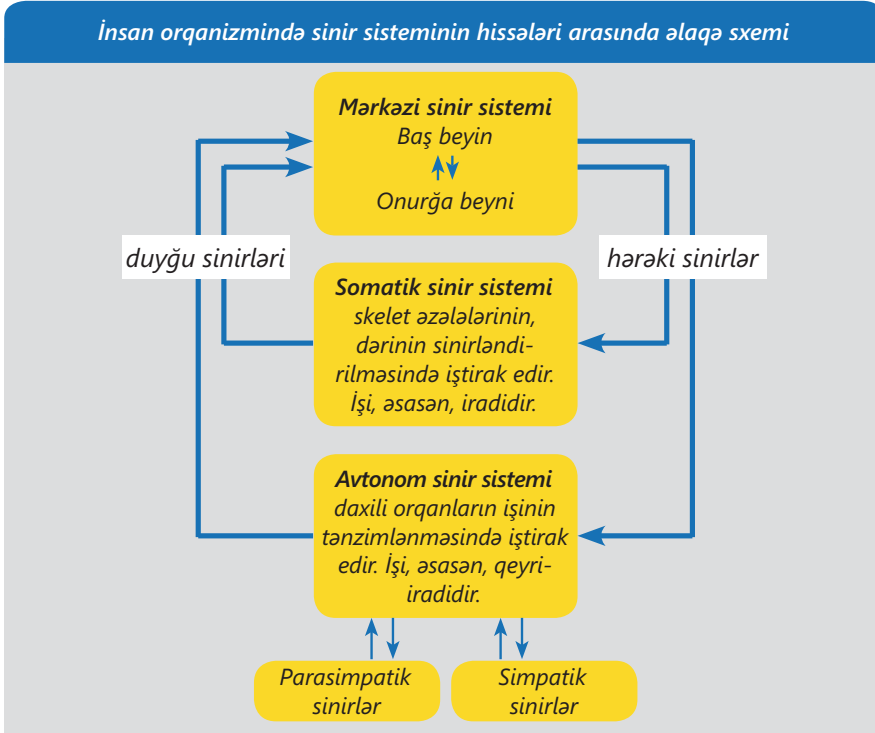 İnsan orqanizmində sinir sisteminin hissələri arasında əlaqə sxemi
Mərkəzi sinir sistemi
Baş beyin
Onurğa beyni
duyğu sinirləri
hərəki sinirlər
Somatik sinir sistemi
skelet əzələlərinin,
dərinin sinirləndi-
rilməsində iştirak edir.
İşi, əsasən, iradidir.
Avtonom sinir sistemi
daxili orqanların işinin
tənzimlənməsində iştirak
edir. İşi, əsasən, qeyri-
iradidir.
Parasimpatik
sinirlər
Simpatik
sinirlər